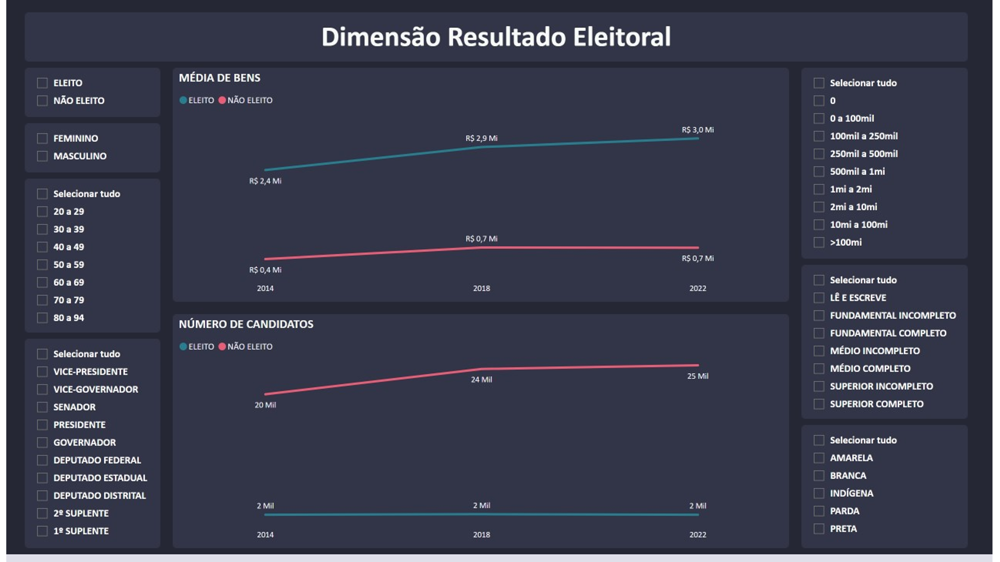 Dimensão Resultado Eleitoral
ELEITO
NÃO ELEITO
FEMININO
MASCULINO
Selecionar tudo
20 a 29
30 a 39
40 a 49
50 a 59
60 a 69
70 a 79
80 a 94
Selecionar tudo
VICE-PRESIDENTE
VICE-GOVERNADOR
SENADOR
PRESIDENTE
GOVERNADOR
DEPUTADO FEDERAL
DEPUTADO ESTADUAL
DEPUTADO DISTRITAL
2º SUPLENTE
1º SUPLENTE
MÉDIA DE BENS
ELEITO NÃO ELEITO
R$ 3,0 Mi
R$ 2,9 Mi
R$ 2,4 Mi
R$ 0,7 Mi
R$ 0,7 Mi
R$ 0,4 Mi
2014 2018 2022
NÚMERO DE CANDIDATOS
ELEITO NÃO ELEITO
25 Mil
24 Mil
20 Mil
2 Mil 2 Mil 2 Mil
2014 2018 2022
Selecionar tudo
0
0 a 100mil
100mil a 250mil
250mil a 500mil
500mil a 1mi
1mi a 2mi
2mi a 10mi
10mi a 100mi
>100mi
Selecionar tudo
LÊ E ESCREVE
FUNDAMENTAL INCOMPLETO
FUNDAMENTAL COMPLETO
MÉDIO INCOMPLETO
MÉDIO COMPLETO
SUPERIOR INCOMPLETO
SUPERIOR COMPLETO
Selecionar tudo
AMARELA
BRANCA
INDÍGENA
PARDA
PRETA